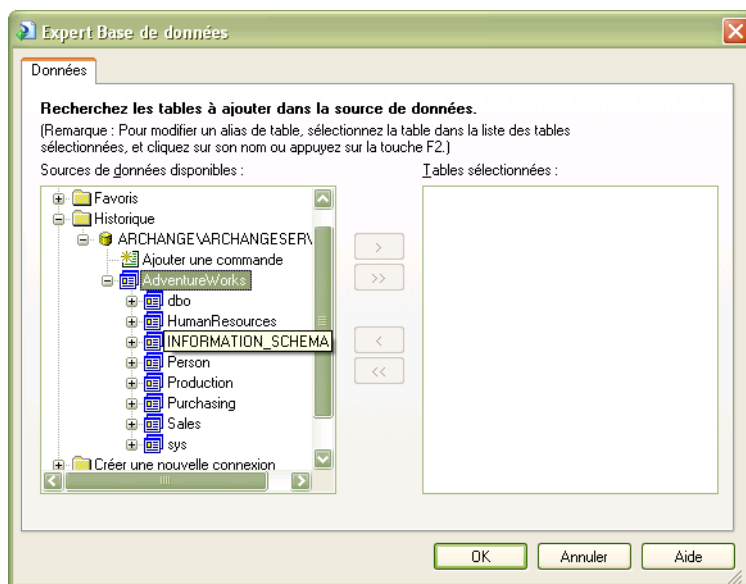 Expert Base de données
Données
Recherchez les tables à ajouter dans la source de données.
(Remarque : Pour modifier un alias de table, sélectionnez la table dans la liste des tables
sélectionnées, et cliquez sur son nom ou appuyez sur la touche F2.)
Sources de données disponibles :
Tables sélectionnées :
Favoris
Historique
ARCHANGE\ARCHANGESER\
Ajouter une commande
AdventureWorks
dbo
HumanResources
INFORMATION_SCHEMA
Person
Production
Purchasing
Sales
sys
Créer une nouvelle connexion
>
>>
<
<<
OK
Annuler
Aide